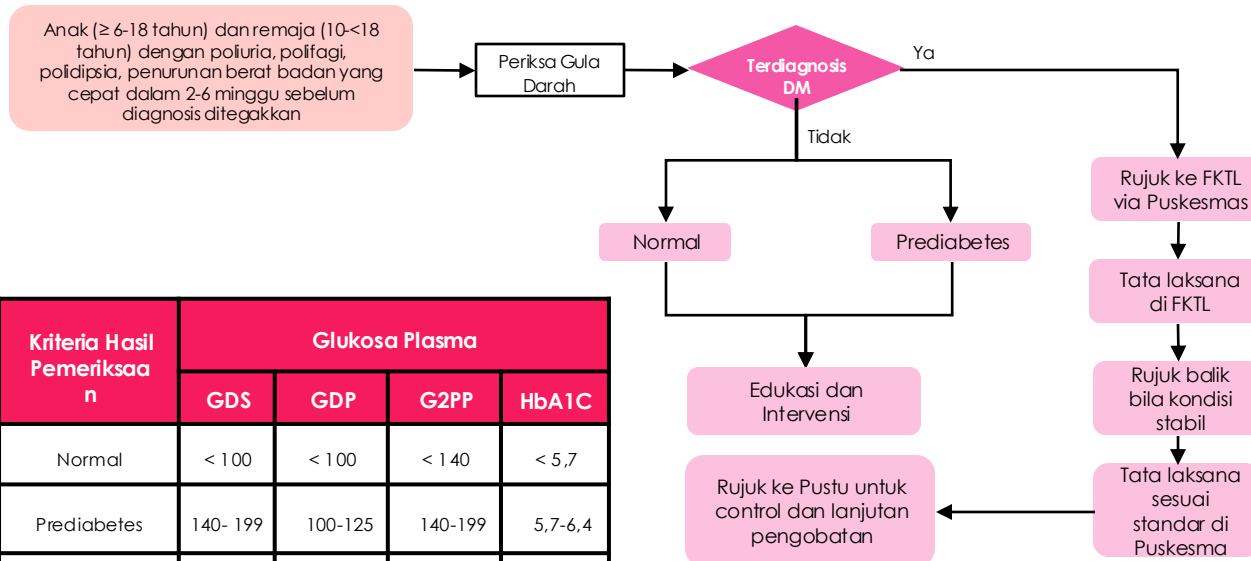 Anak (≥ 6-18 tahun) dan remaja (10-<18
tahun) dengan poliuria, polifagi,
polidipsia, penurunan berat badan yang
cepat dalam 2-6 minggu sebelum
diagnosis ditegakkan
Periksa Gula
Darah
Terdiagnosis
DM
Ya
Tidak
Normal
Prediabetes
Edukasi dan
Intervensi
Rujuk ke FKTL
via Puskesmas
Tata laksana
di FKTL
Rujuk balik
bila kondisi
stabil
Tata laksana
sesuai
standar di
Puskesma
Rujuk ke Pustu untuk
control dan lanjutan
pengobatan
Kriteria Hasil
Pemeriksaa
n
Glukosa Plasma
GDS GDP G2PP HbA1C
Normal < 100 < 100 < 140 < 5,7
Prediabetes 140- 199 100-125 140-199 5,7-6,4